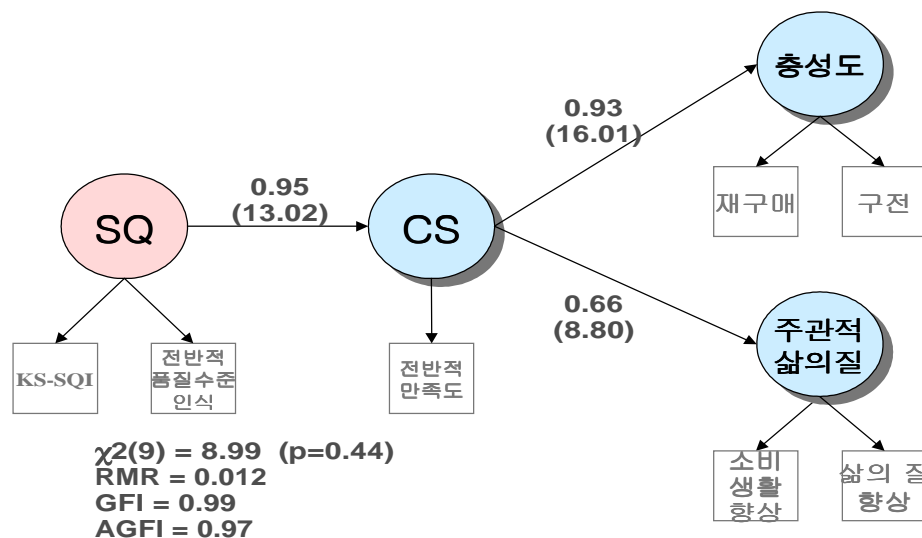 충성도
0.93
(16.01)
재구매
구전
0.95
(13.02)
SQ
CS
0.66
(8.80)
주관적
삶의질
KS-SQI
전반적
품질수준
인식
전반적
만족도
소비
생활
향상
삶의 질
향상
χ2(9) = 8.99 (p=0.44)
RMR = 0.012
GFI = 0.99
AGFI = 0.97